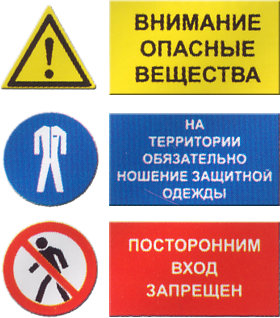 ВНИМАНИЕ
ОПАСНЫЕ
ВЕЩЕСТВА
НА
ТЕРРИТОРИИ
ОБЯЗАТЕЛЬНО
НОШЕНИЕ ЗАЩИТНОЙ
ОДЕЖДЫ
ПОСТОРОННИМ
ВХОД
ЗАПРЕЩЕН